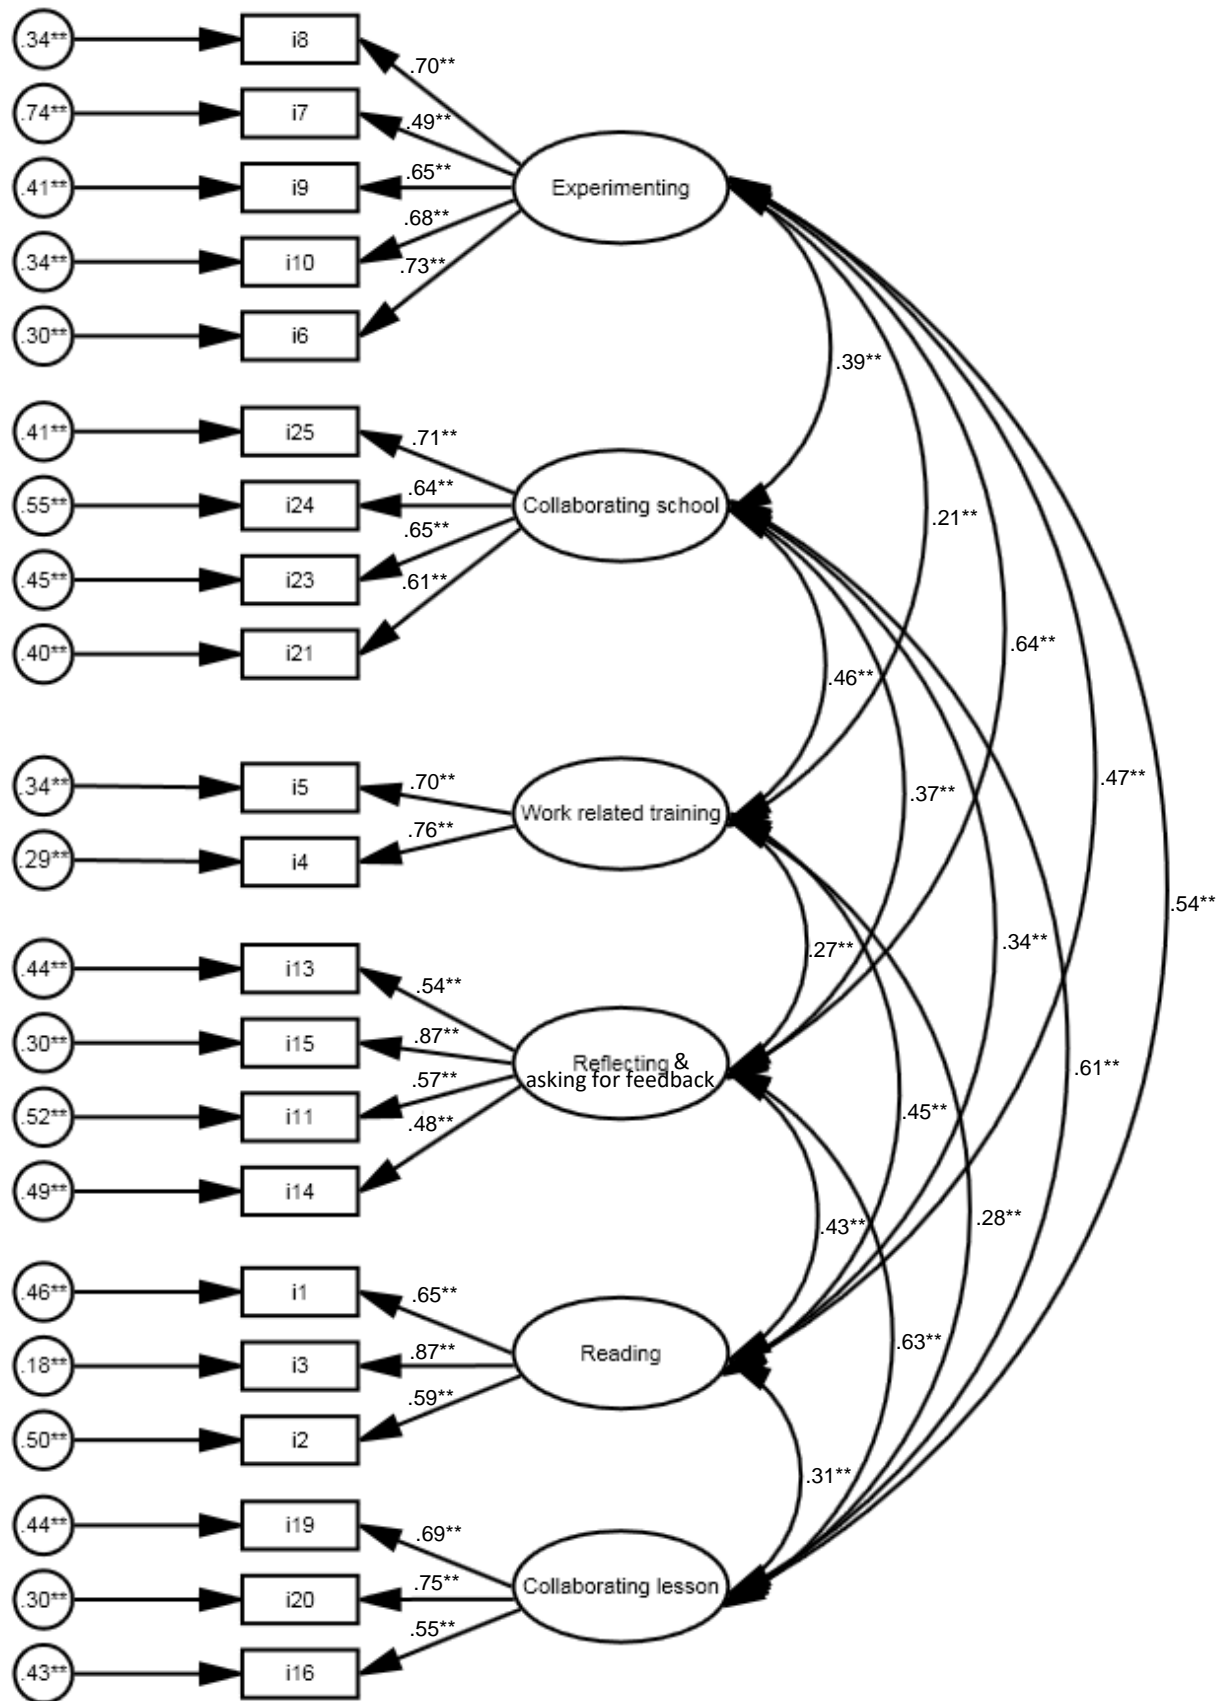 .34** i8 .70**
.74** i7 .49**
.41** i9 .65** Experimenting
.34** i10 .68**
.30** i6 .73**
.39**
.41** i25 .71**
.55** i24 .64** Collaborating school
.45** i23 .65**
.40** i21 .61**
.21**
.64**
.46**
.34** i5 .70** Work related training
.29** i4 .76**
.47**
.37**
.54**
.34**
.27**
.44** i13 .54**
.30** i15 .87** Reflecting &
asking for feedback
.52** i11 .57**
.49** i14 .48**
.61**
.45**
.28**
.43**
.46** i1 .65**
.18** i3 .87** Reading
.50** i2 .59**
.63**
.31**
.44** i19 .69**
.30** i20 .75** Collaborating lesson
.43** i16 .55**